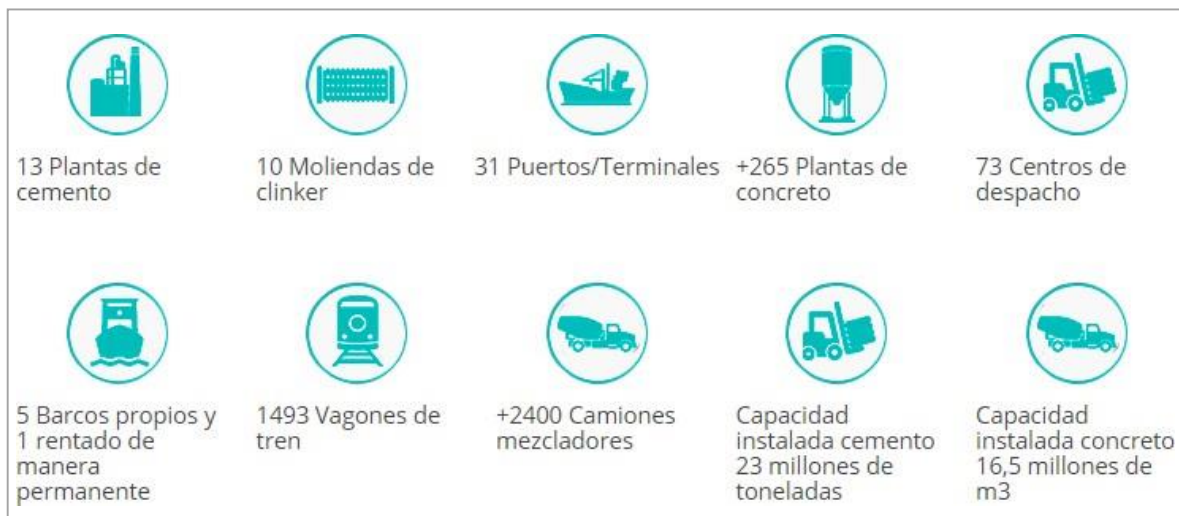 13 Plantas de
cemento
10 Moliendas de
clinker
31 Puertos/Terminales
+265 Plantas de
concreto
73 Centros de
despacho
5 Barcos propios y
1 rentado de
manera
permanente
1493 Vagones de
tren
+2400 Camiones
mezcladores
Capacidad
instalada cemento
23 millones de
toneladas
Capacidad
instalada concreto
16,5 millones de
m3